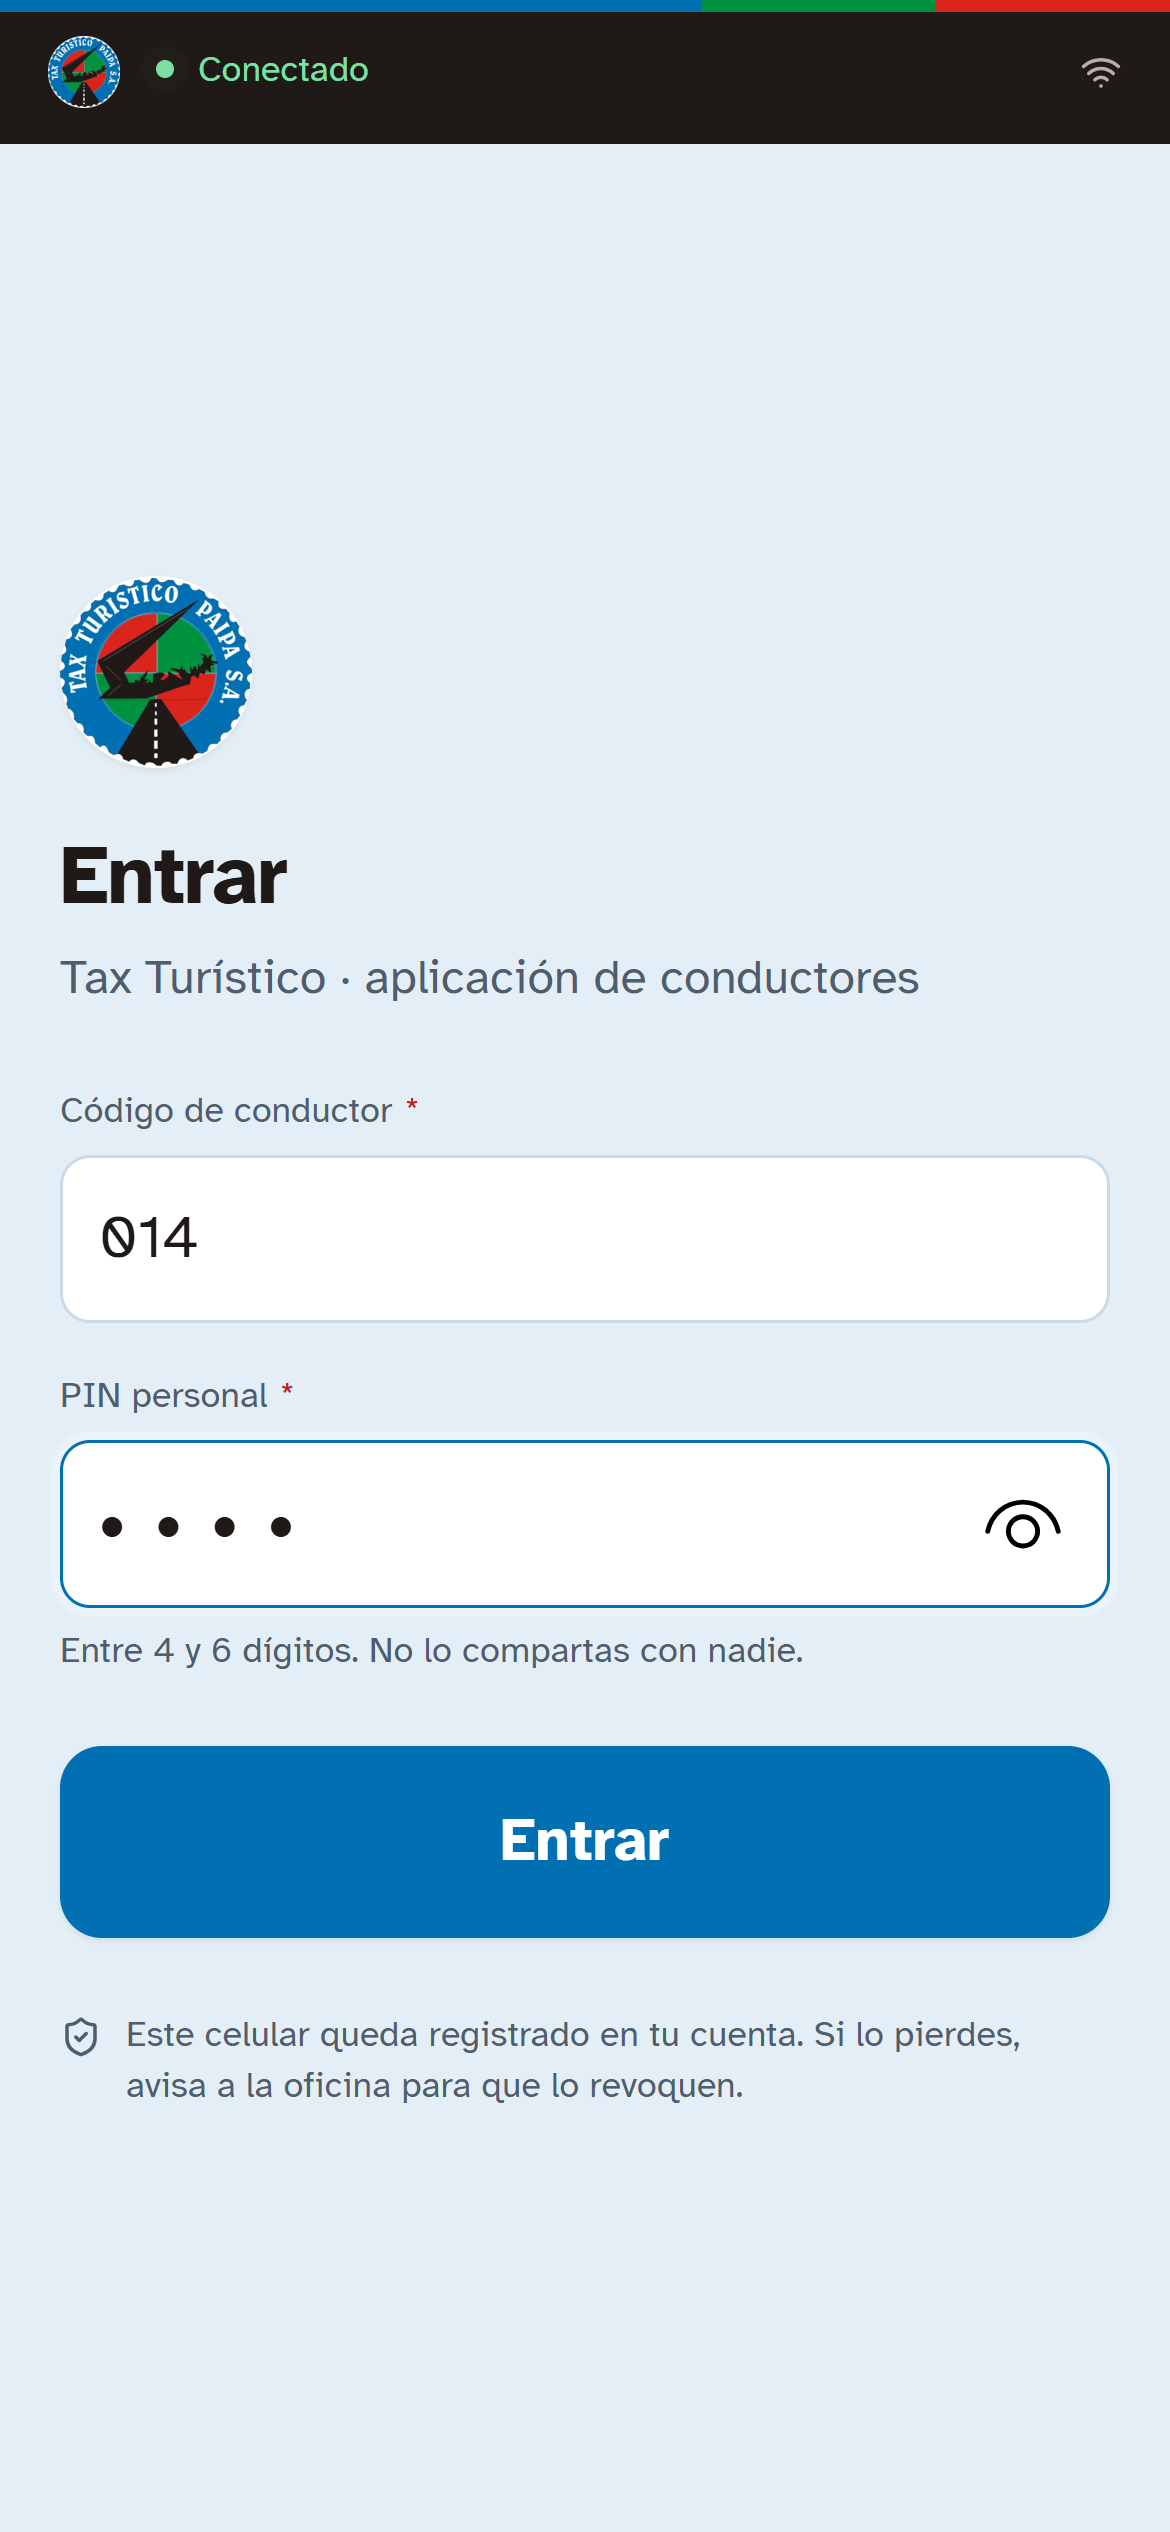 TAX TURISTICO PAIPA S.A.
Conectado
TAX TURISTICO PAIPA S.A.
Entrar
Tax Turístico · aplicación de conductores
Código de conductor *
014
PIN personal *
Entre 4 y 6 dígitos. No lo compartas con nadie.
Entrar
Este celular queda registrado en tu cuenta. Si lo pierdes,
avisa a la oficina para que lo revoquen.